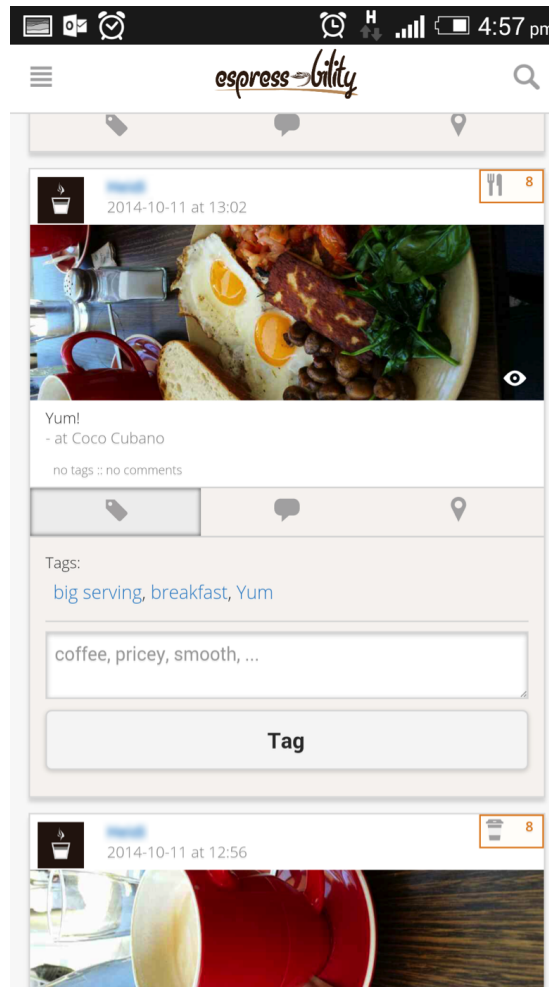 H
4:57 pm
espress bility
8
2014-10-11 at 13:02
Yum!
- at Coco Cubano
no tags :: no comments
Tags:
big serving, breakfast, Yum
coffee, pricey, smooth, ...
Tag
8
2014-10-11 at 12:56